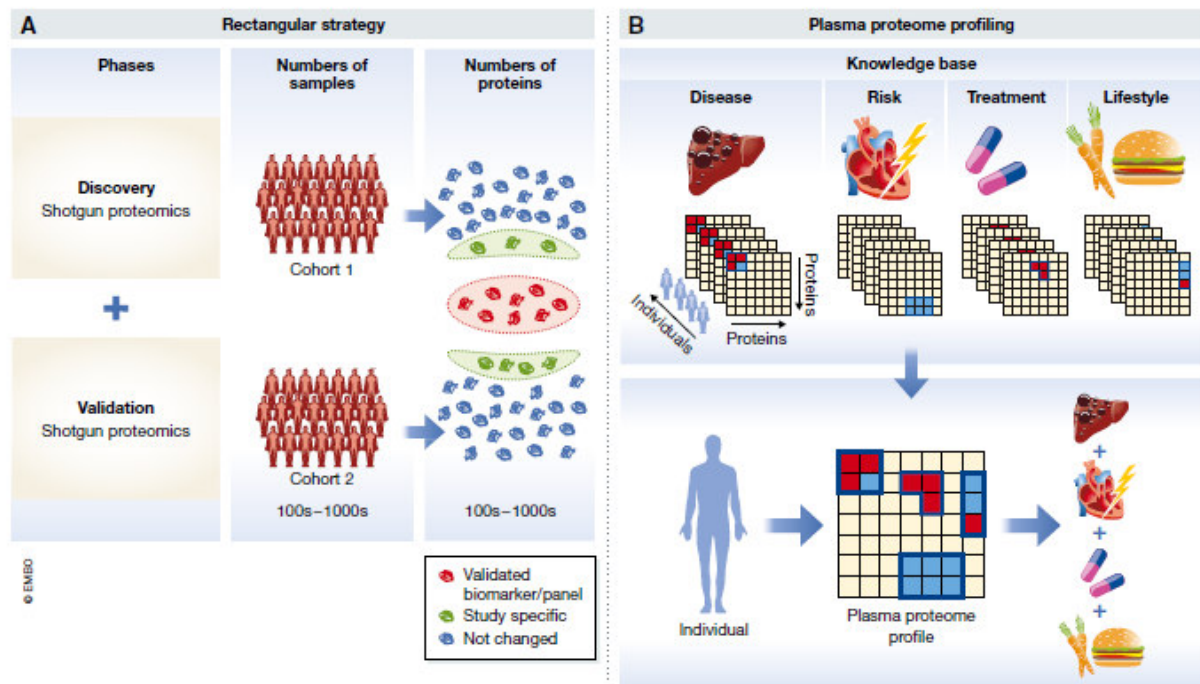 A
Rectangular strategy
Phases
Numbers of
samples
Numbers of
proteins
Discovery
Shotgun proteomics
Cohort 1
+
Validation
Shotgun proteomics
Cohort 2
100s–1000s
100s–1000s
© EMBO
Validated
biomarker/panel
Study specific
Not changed
B
Plasma proteome profiling
Knowledge base
Disease
Risk
Treatment
Lifestyle
Individuals
Proteins
Proteins
Individual
Plasma proteome
profile
+
+
+